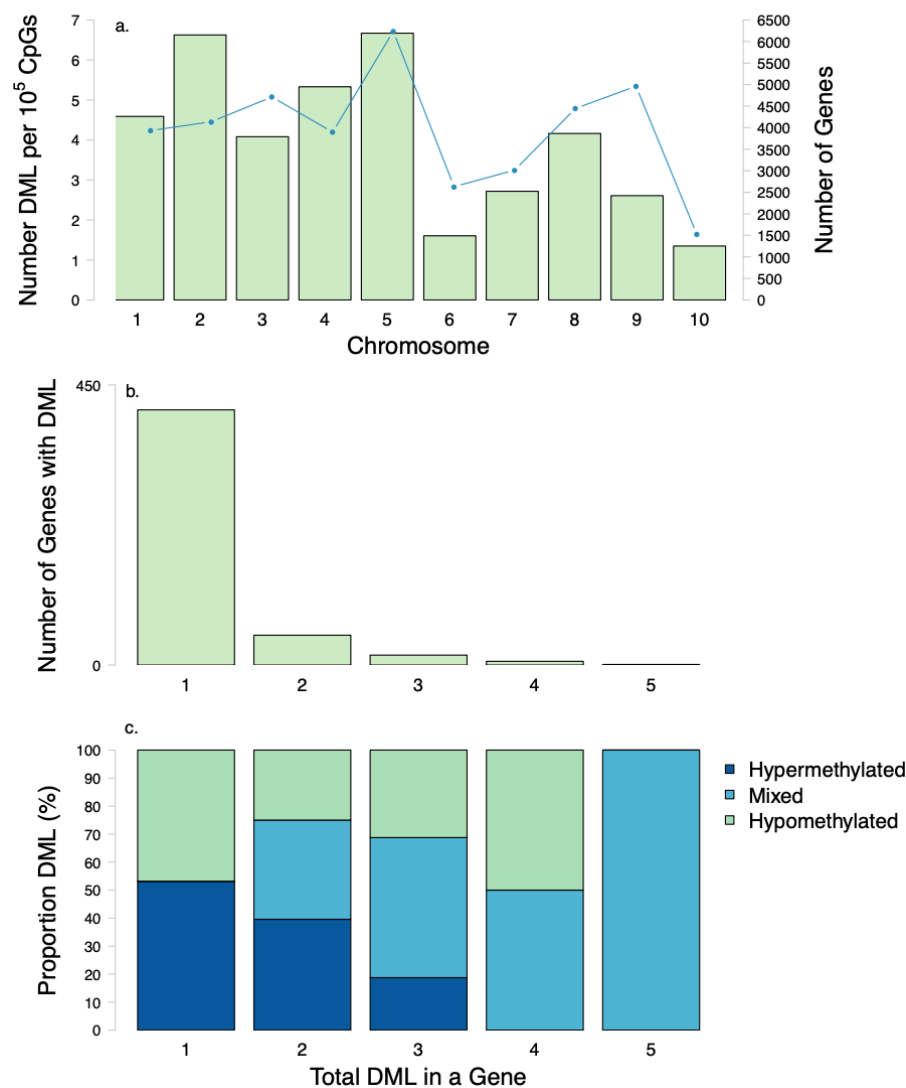 a.
Number DML per 10⁵ CpGs
7
6
5
4
3
2
1
0
6500
6000
5500
5000
4500
4000
3500
3000
2500
2000
1500
1000
500
0
Number of Genes
1 2 3 4 5 6 7 8 9 10
Chromosome
b.
Number of Genes with DML
450
0
1 2 3 4 5
c.
Proportion DML (%)
100
90
80
70
60
50
40
30
20
10
0
Hypermethylated
Mixed
Hypomethylated
1 2 3 4 5
Total DML in a Gene